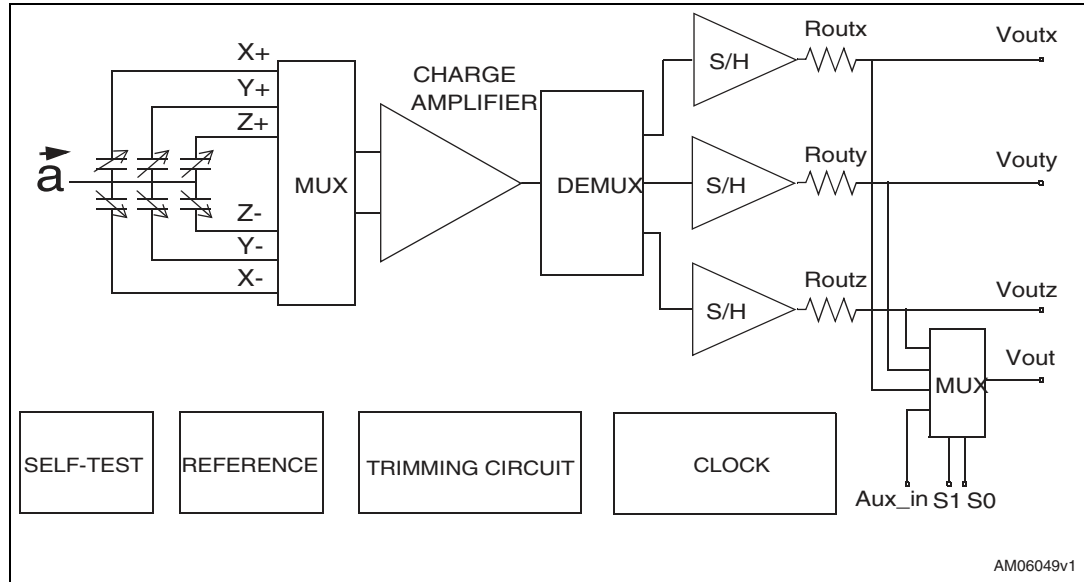 X+
Y+
Z+
a
Z-
Y-
X-
MUX
CHARGE
AMPLIFIER
DEMUX
S/H
Routx
Voutx
S/H
Routy
Vouty
S/H
Routz
Voutz
Vout
MUX
Aux_in S1 S0
SELF-TEST
REFERENCE
TRIMMING CIRCUIT
CLOCK
AM06049v1